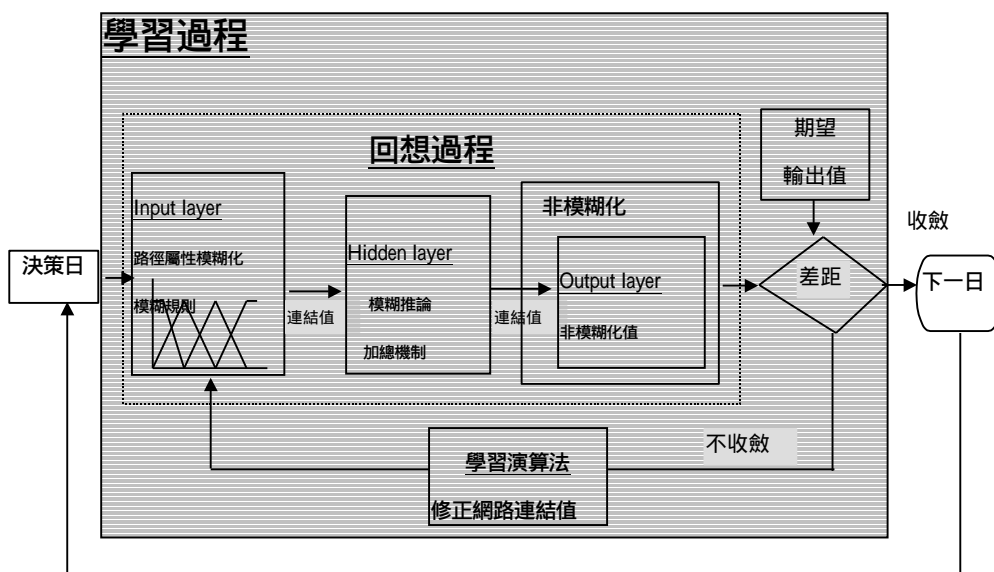 學習過程
回想過程
期望
輸出值
Input layer
路徑屬性模糊化
模糊規則
Hidden layer
模糊推論
加總機制
非模糊化
Output layer
非模糊化值
決策日
連結值
連結值
差距
收斂
下一日
不收斂
學習演算法
修正網路連結值